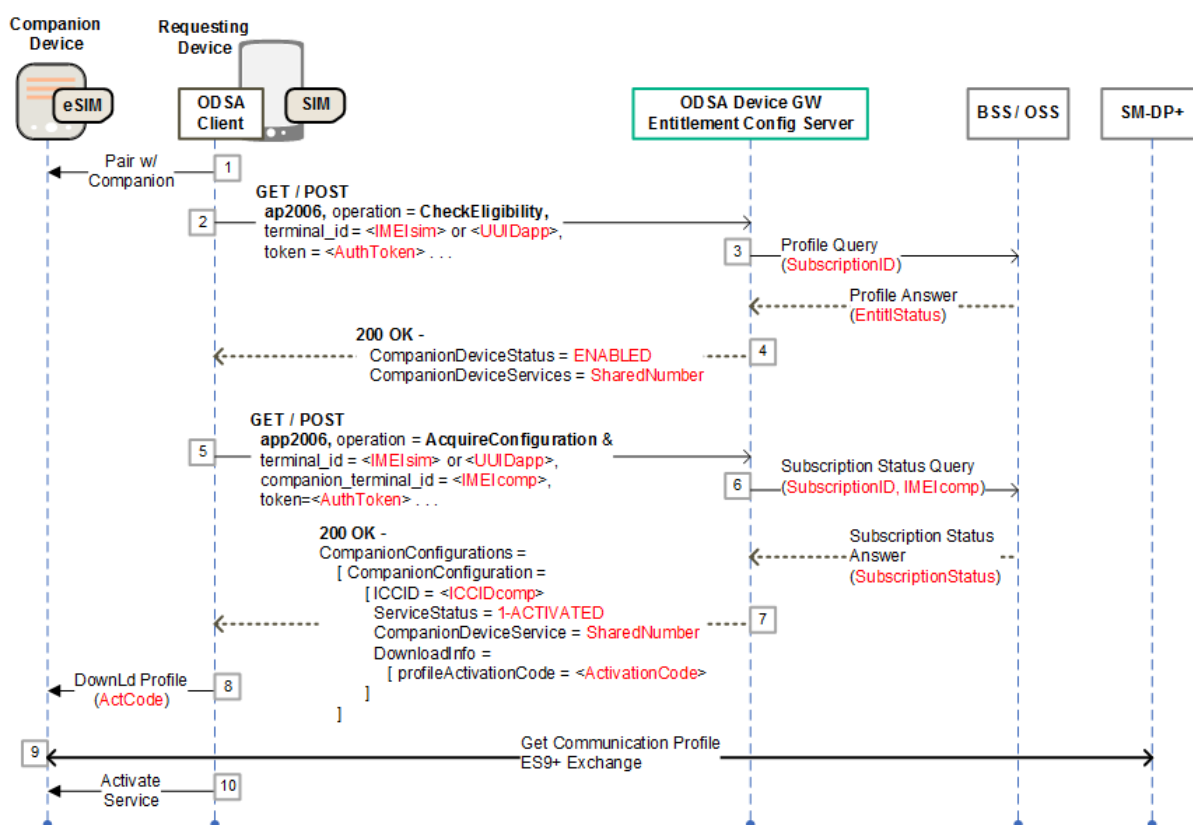 Companion
Device
Requesting
Device
eSIM
ODSA
Client
SIM
ODSA Device GW
Entitlement Config Server
BSS/ OSS
SM-DP+
Pair w/
Companion
1
GET / POST
ap2006, operation = CheckEligibility,
terminal_id = <IMEIsim> or <UUIDapp>,
token = <AuthToken> . . .
2
3
Profile Query
(SubscriptionID)
Profile Answer
(EntitlStatus)
200 OK -
CompanionDeviceStatus = ENABLED
CompanionDeviceServices = SharedNumber
4
GET / POST
app2006, operation = AcquireConfiguration &
terminal_id = <IMEIsim> or <UUIDapp>,
companion_terminal_id = <IMEIcomp>,
token=<AuthToken> . . .
5
6
Subscription Status Query
(SubscriptionID, IMEIcomp)
Subscription Status
Answer
(SubscriptionStatus)
200 OK -
CompanionConfigurations =
[ CompanionConfiguration =
[ ICCID = <ICCIDcomp>
ServiceStatus = 1-ACTIVATED
CompanionDeviceService = SharedNumber
DownloadInfo =
[ profileActivationCode = <ActivationCode>
]
]
7
DownLd Profile
(ActCode)
8
9
Get Communication Profile
ES9+ Exchange
Activate
Service
10